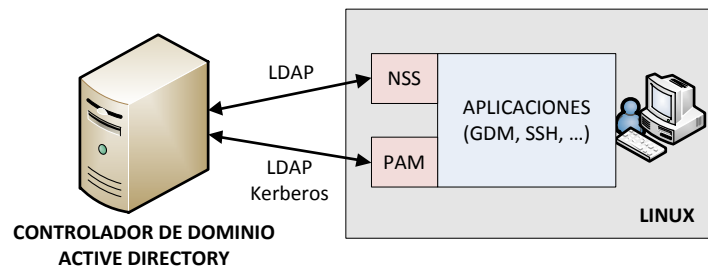 LDAP
NSS
APLICACIONES
(GDM, SSH, ...)
PAM
LDAP
Kerberos
LINUX
CONTROLADOR DE DOMINIO
ACTIVE DIRECTORY